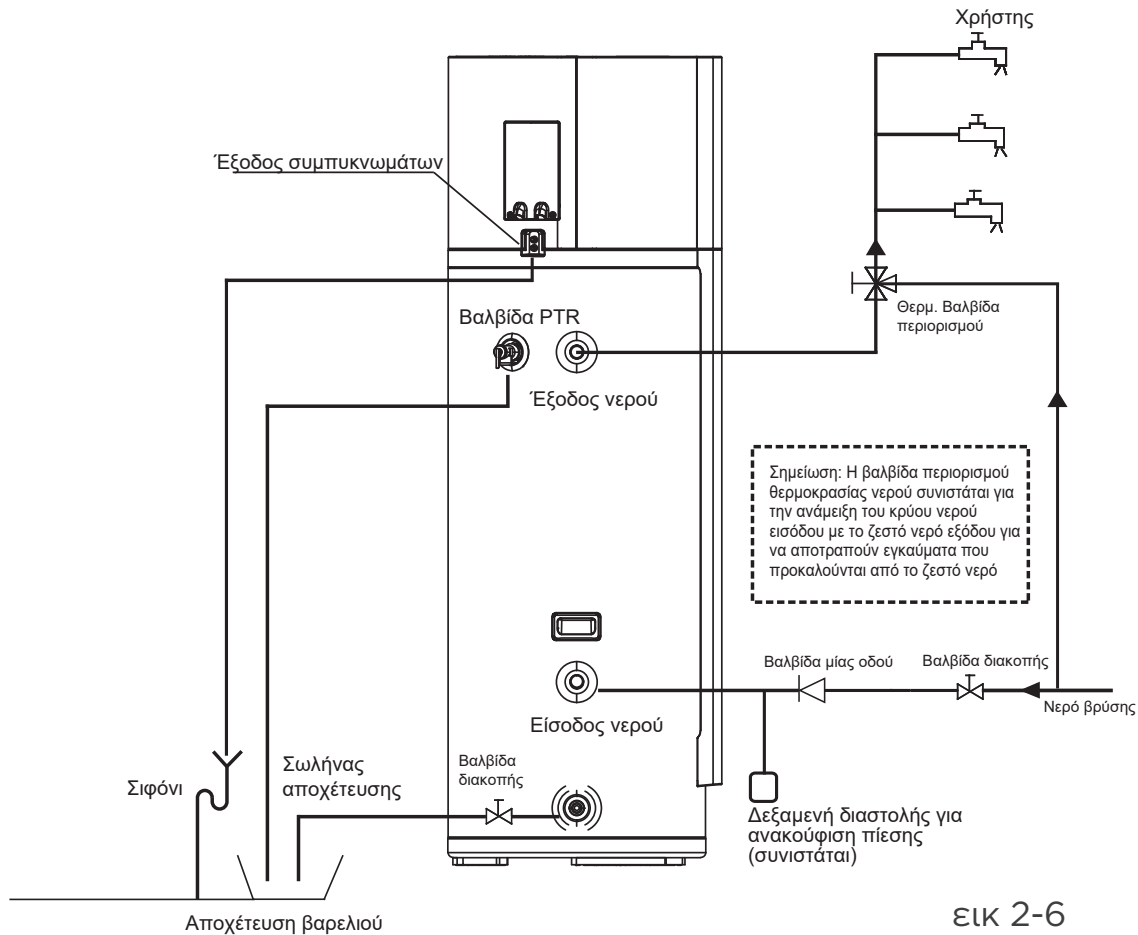 Χρήστης
Έξοδος συμπυκνωμάτων
Θερμ. Βαλβίδα
περιορισμού
Βαλβίδα PTR
Έξοδος νερού
Σημείωση: Η βαλβίδα περιορισμού
θερμοκρασίας νερού συνιστάται για
την ανάμειξη του κρύου νερού
εισόδου με το ζεστό νερό εξόδου για
να αποτραπούν εγκαύματα που
προκαλούνται από το ζεστό νερό
Βαλβίδα μίας οδού
Βαλβίδα διακοπής
Νερό βρύσης
Είσοδος νερού
Σιφόνι
Σωλήνας
αποχέτευσης
Βαλβίδα
διακοπής
Δεξαμενή διαστολής για
ανακούφιση πίεσης
(συνιστάται)
Αποχέτευση βαρελιού
εικ 2-6